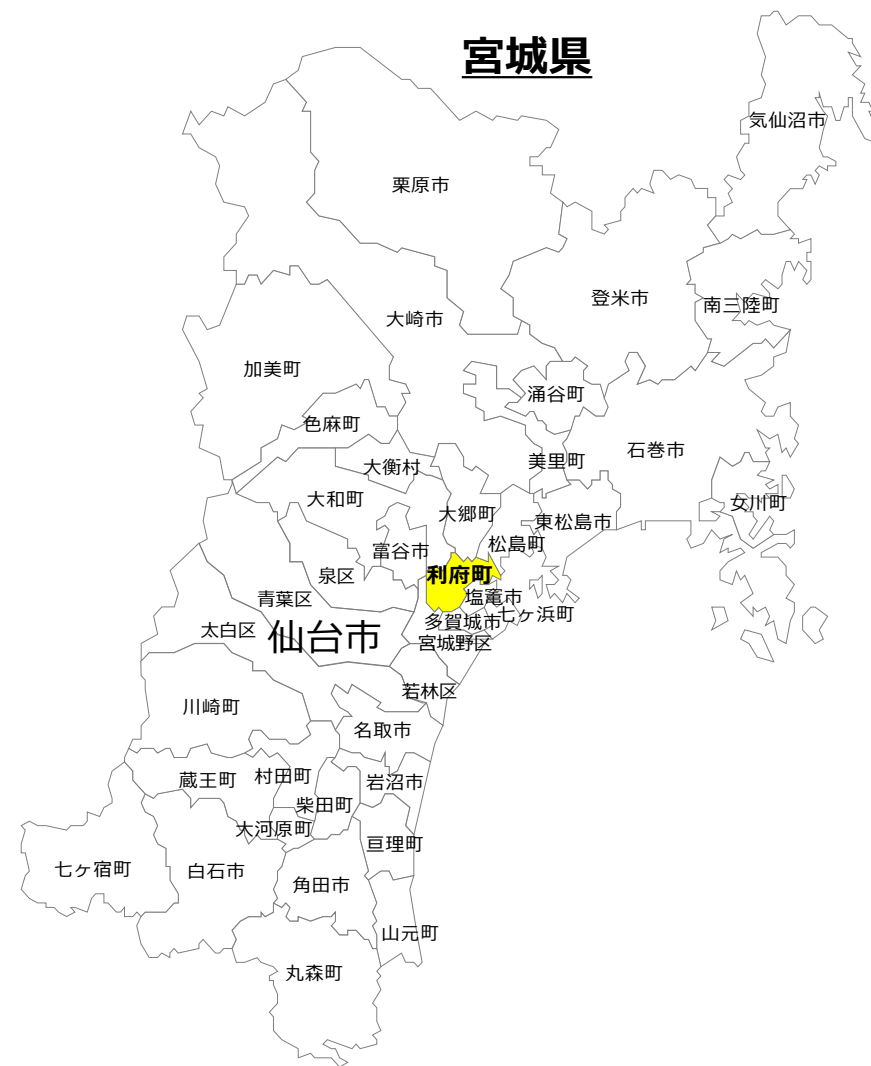 宮城県
気仙沼市
栗原市
登米市
南三陸町
大崎市
加美町
涌谷町
色麻町
石巻市
美里町
大衡村
大和町
女川町
大郷町
東松島市
松島町
富谷市
利府町
泉区
青葉区
塩竈市
七ヶ浜町
多賀城市
太白区
仙台市
宮城野区
若林区
川崎町
名取市
蔵王町
村田町
岩沼市
柴田町
大河原町
亘理町
七ヶ宿町
白石市
角田市
山元町
丸森町